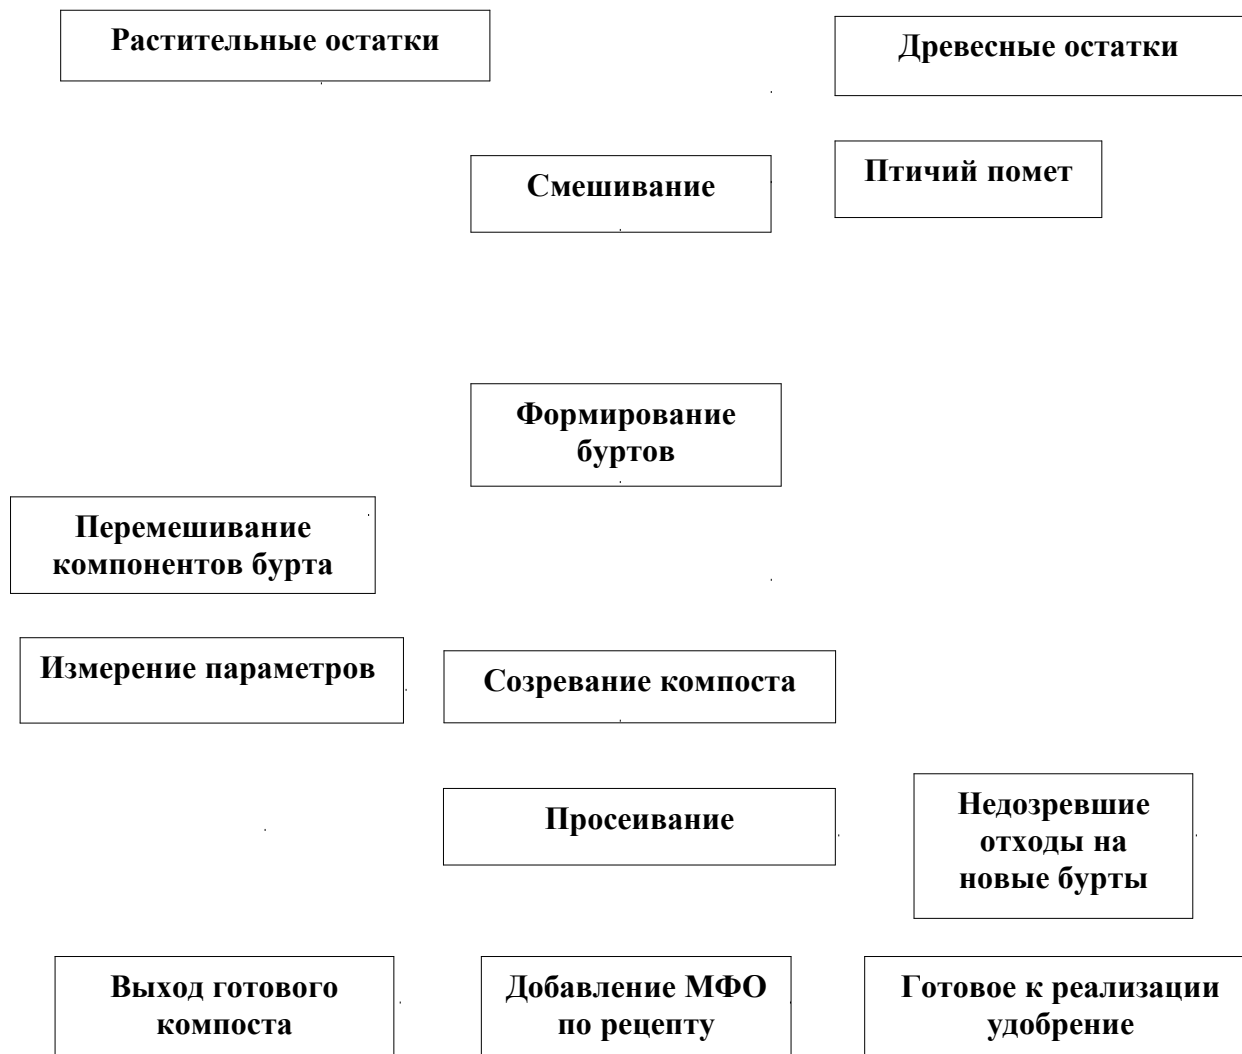 Растительные остатки
Древесные остатки
Смешивание
Птичий помет
Формирование
буртов
Перемешивание
компонентов бурта
Измерение параметров
Созревание компоста
Просеивание
Недозревшие
отходы на
новые бурты
Выход готового
компоста
Добавление МФО
по рецепту
Готовое к реализации
удобрение